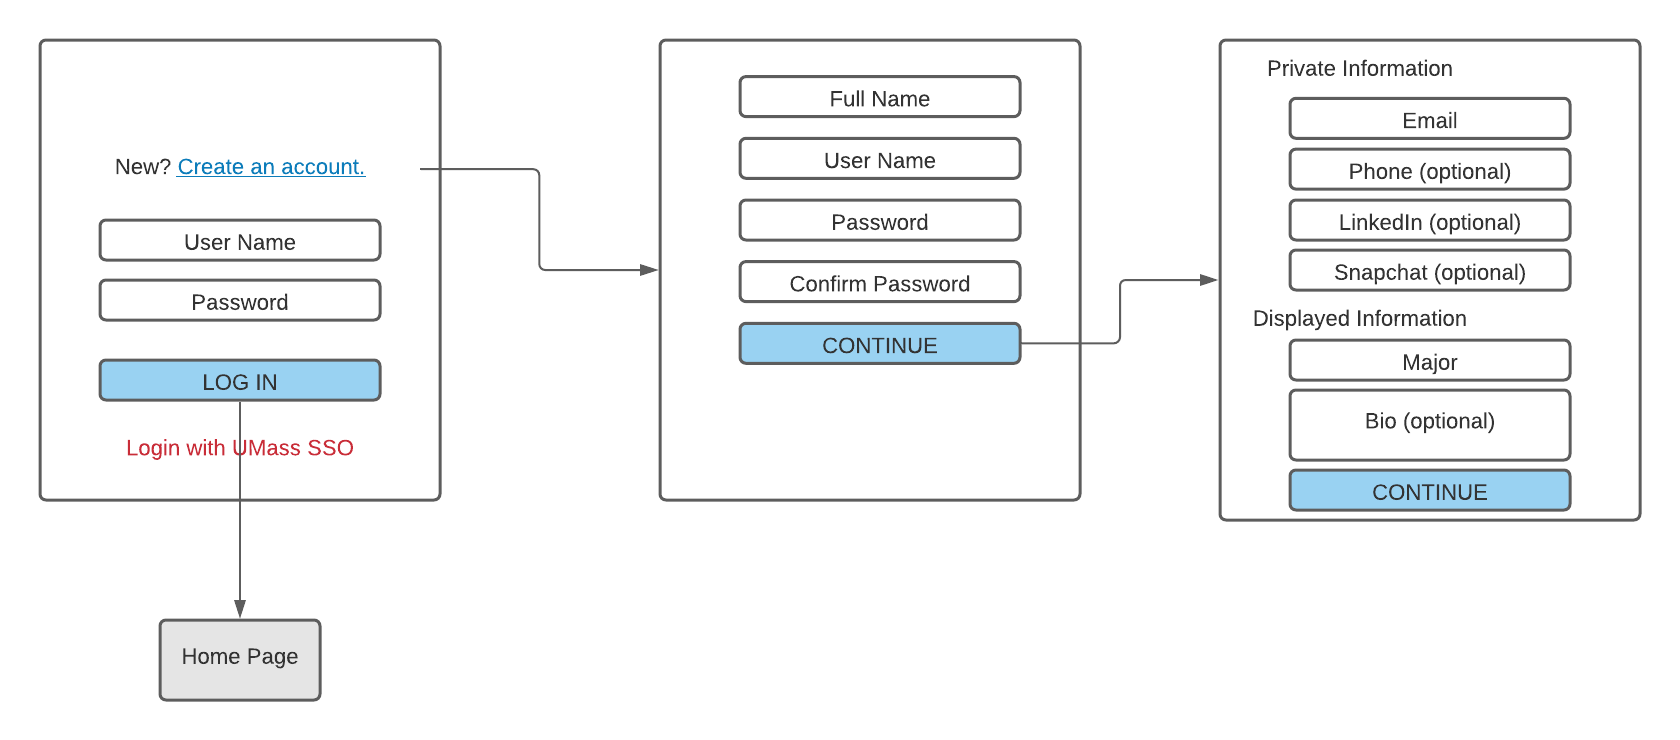 New? Create an account.
User Name
Password
LOG IN
Login with UMass SSO
Home Page
Full Name
User Name
Password
Confirm Password
CONTINUE
Private Information
Email
Phone (optional)
LinkedIn (optional)
Snapchat (optional)
Displayed Information
Major
Bio (optional)
CONTINUE